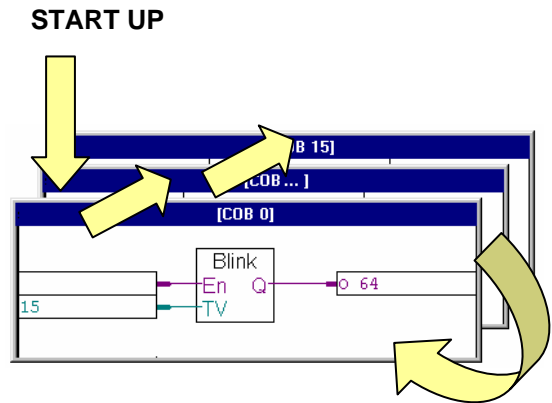 START UP
B 15]
[COB... ]
[COB 0]
Blink
En Q
o 64
15
TV